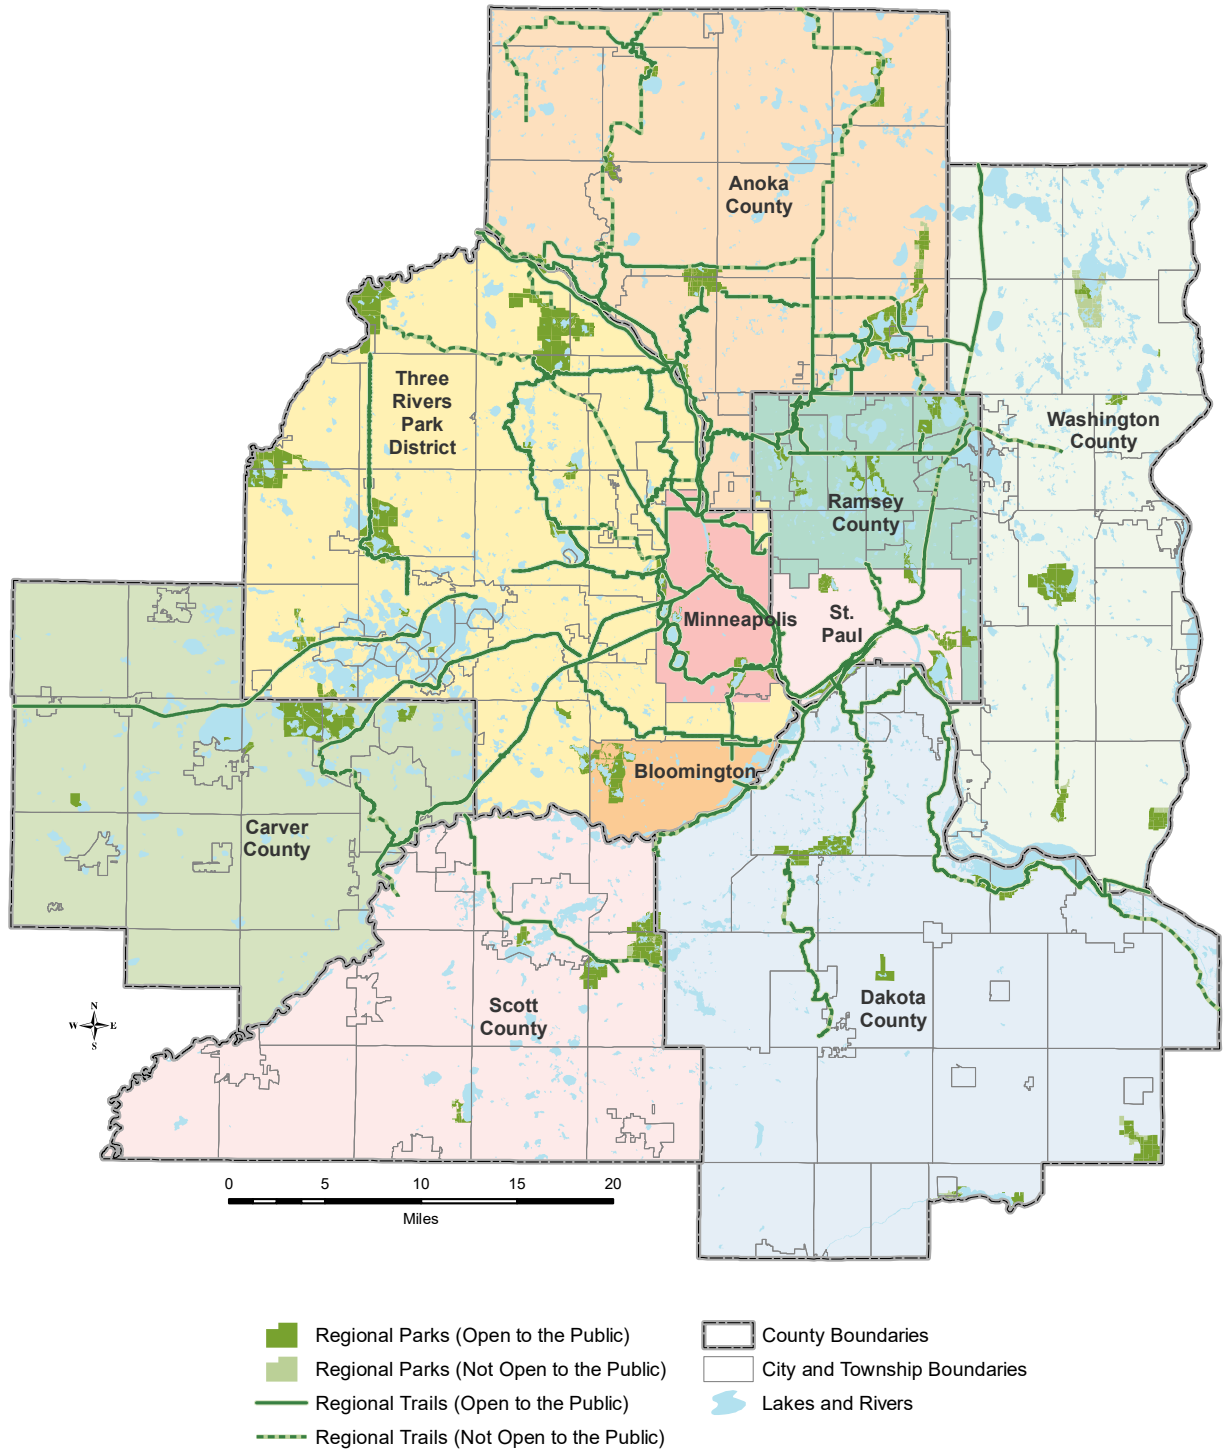 Anoka
County
Three
Rivers
Park
District
Washington
County
Ramsey
County
Minneapolis
St.
Paul
Bloomington
Carver
County
Scott
County
Dakota
County
N
W E
S
0 5 10 15 20
Miles
Regional Parks (Open to the Public)
Regional Parks (Not Open to the Public)
Regional Trails (Open to the Public)
Regional Trails (Not Open to the Public)
County Boundaries
City and Township Boundaries
Lakes and Rivers